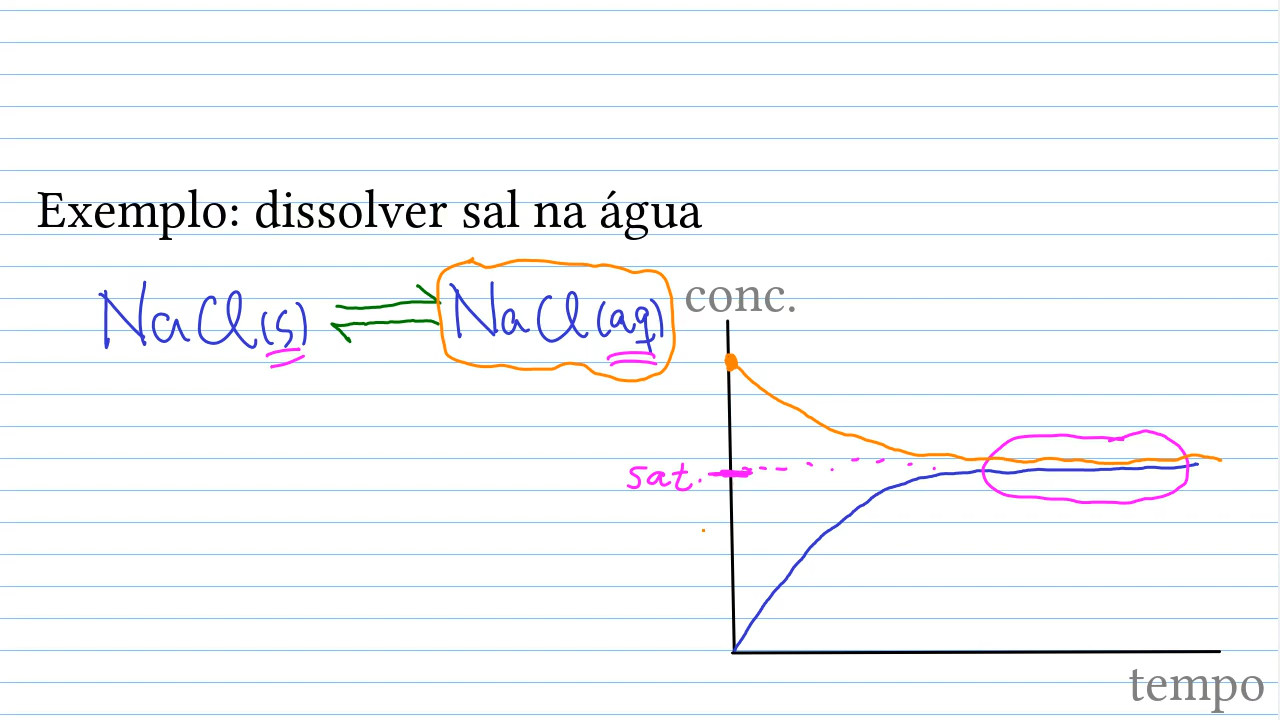 Exemplo: dissolver sal na água
NaCl(s) ⇌ NaCl(aq)
conc.
sat.
tempo